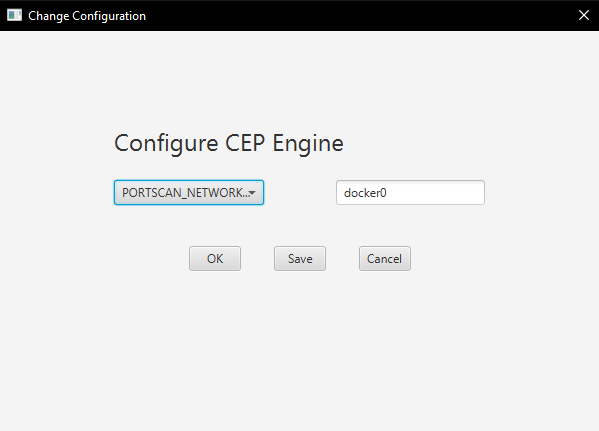 Change Configuration
Configure CEP Engine
PORTSCAN_NETWORK...
docker0
OK
Save
Cancel